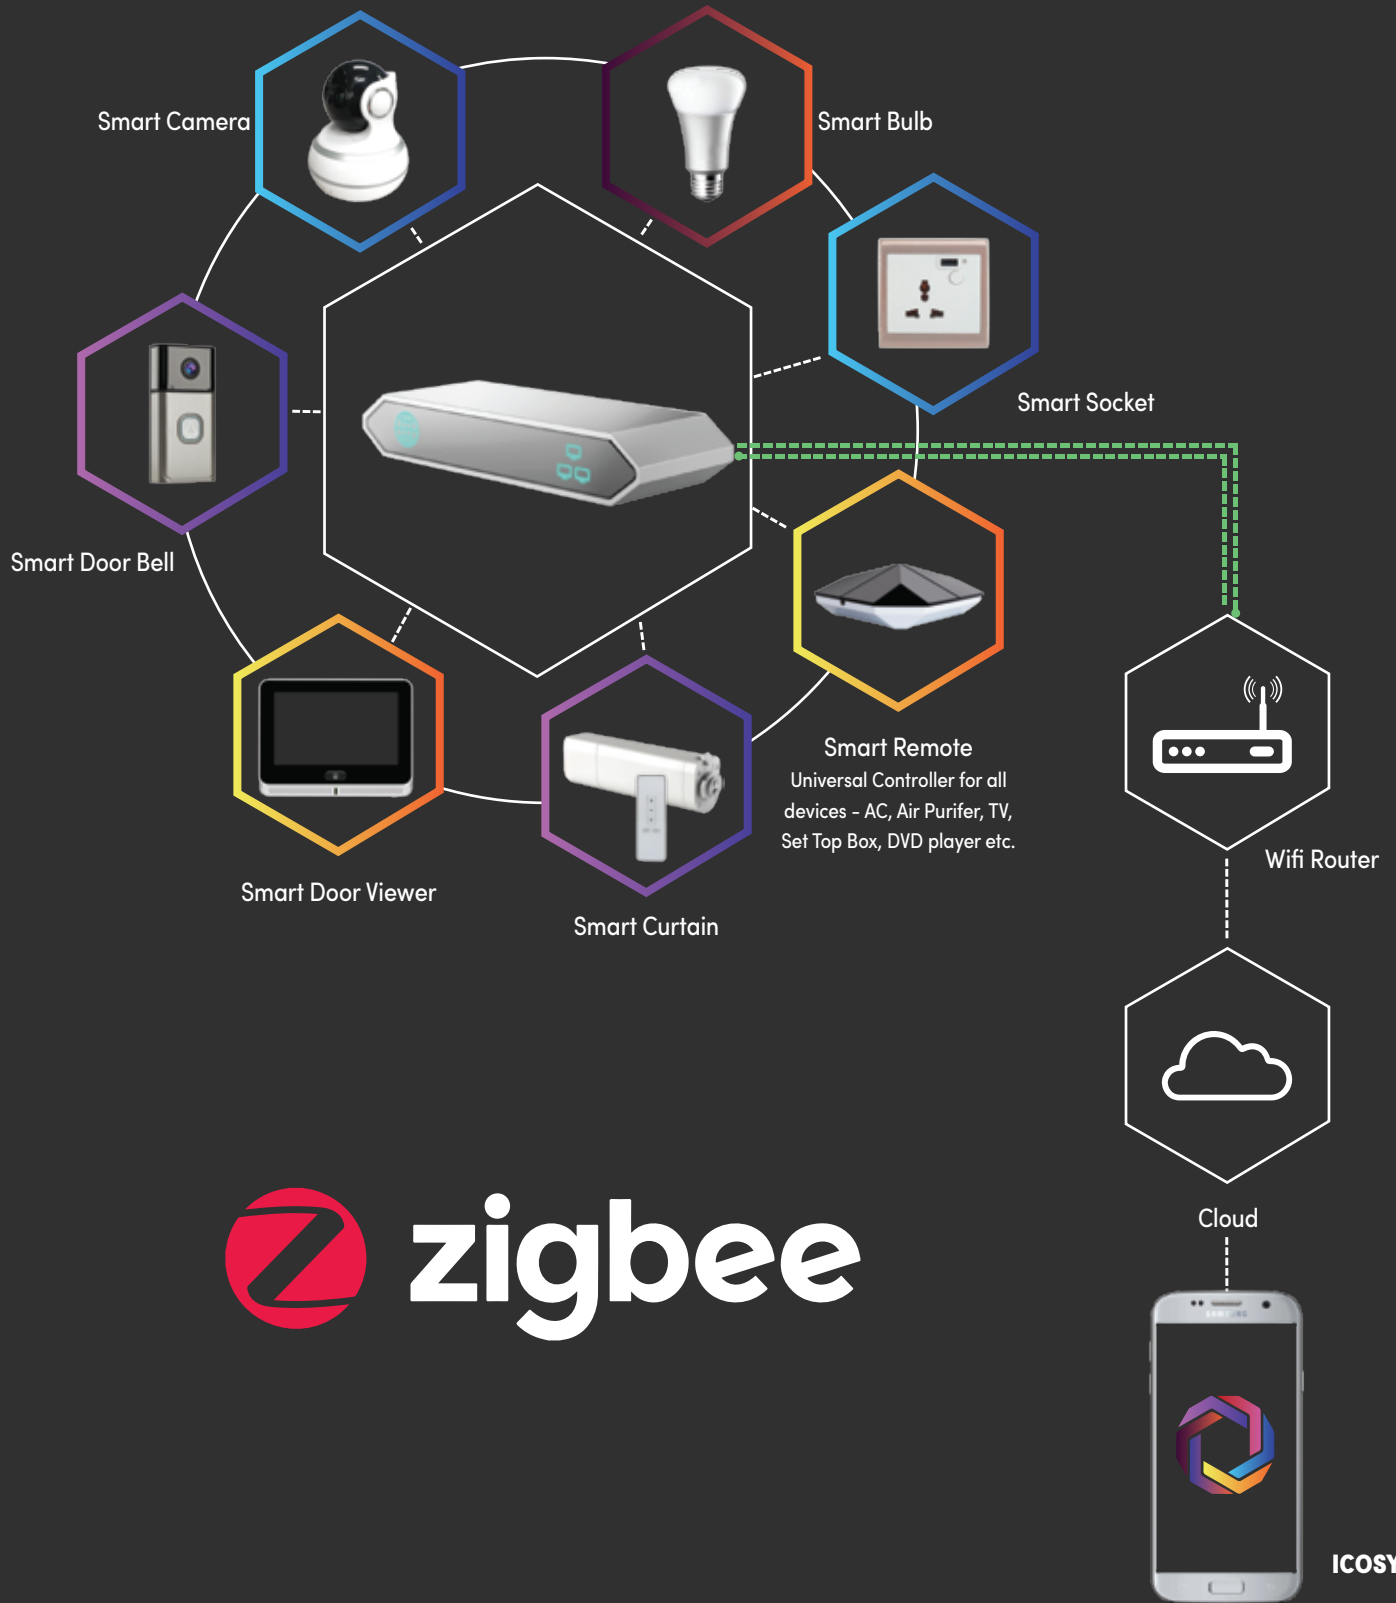 Smart Camera
Smart Bulb
Smart Socket
Smart Door Bell
Smart Remote
Universal Controller for all
devices - AC, Air Purifer, TV,
Set Top Box, DVD player etc.
Smart Door Viewer
Smart Curtain
Wifi Router
Cloud
zigbee
SAMSUNG
ICOSY